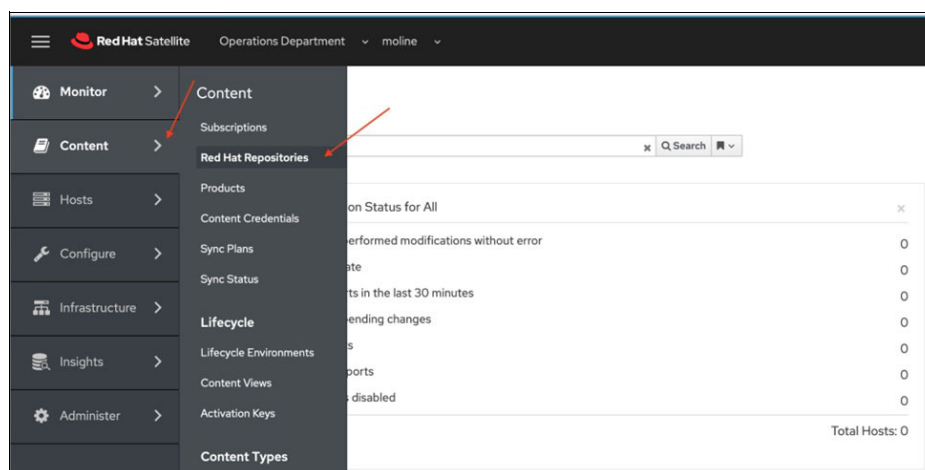 Red Hat Satellite Operations Department moline
Monitor
Content
Hosts
Configure
Infrastructure
Insights
Administer
Content
Subscriptions
Red Hat Repositories
Products
Content Credentials
Sync Plans
Sync Status
Lifecycle
Lifecycle Environments
Content Views
Activation Keys
Content Types
Search
on Status for All
erformed modifications without error 0
ate 0
rts in the last 30 minutes 0
ending changes 0
s 0
ports 0
disabled 0
Total Hosts: 0